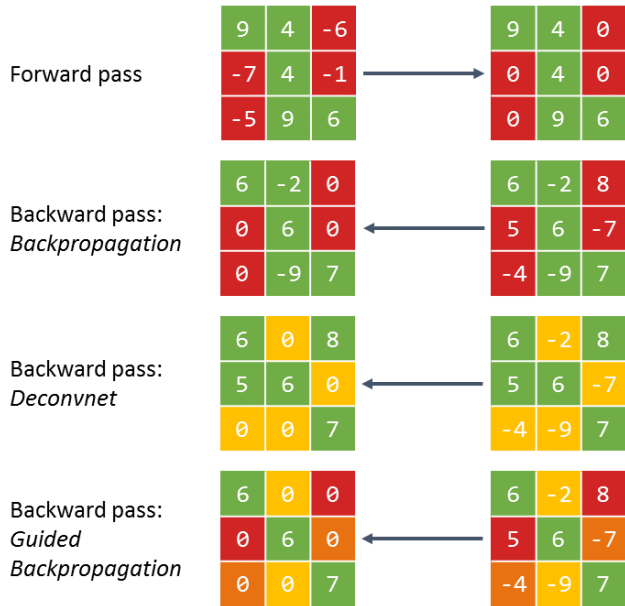 9 4 -6 9 4 0
Forward pass -7 4 -1 0 4 0
-5 9 6 0 9 6
6 -2 0 6 -2 8
Backward pass: 0 6 0 5 6 -7
Backpropagation
0 -9 7 -4 -9 7
6 0 8 6 -2 8
Backward pass: 5 6 0 5 6 -7
Deconvnet
0 0 7 -4 -9 7
6 0 0 6 -2 8
Backward pass:
Guided 0 6 0 5 6 -7
Backpropagation
0 0 7 -4 -9 7